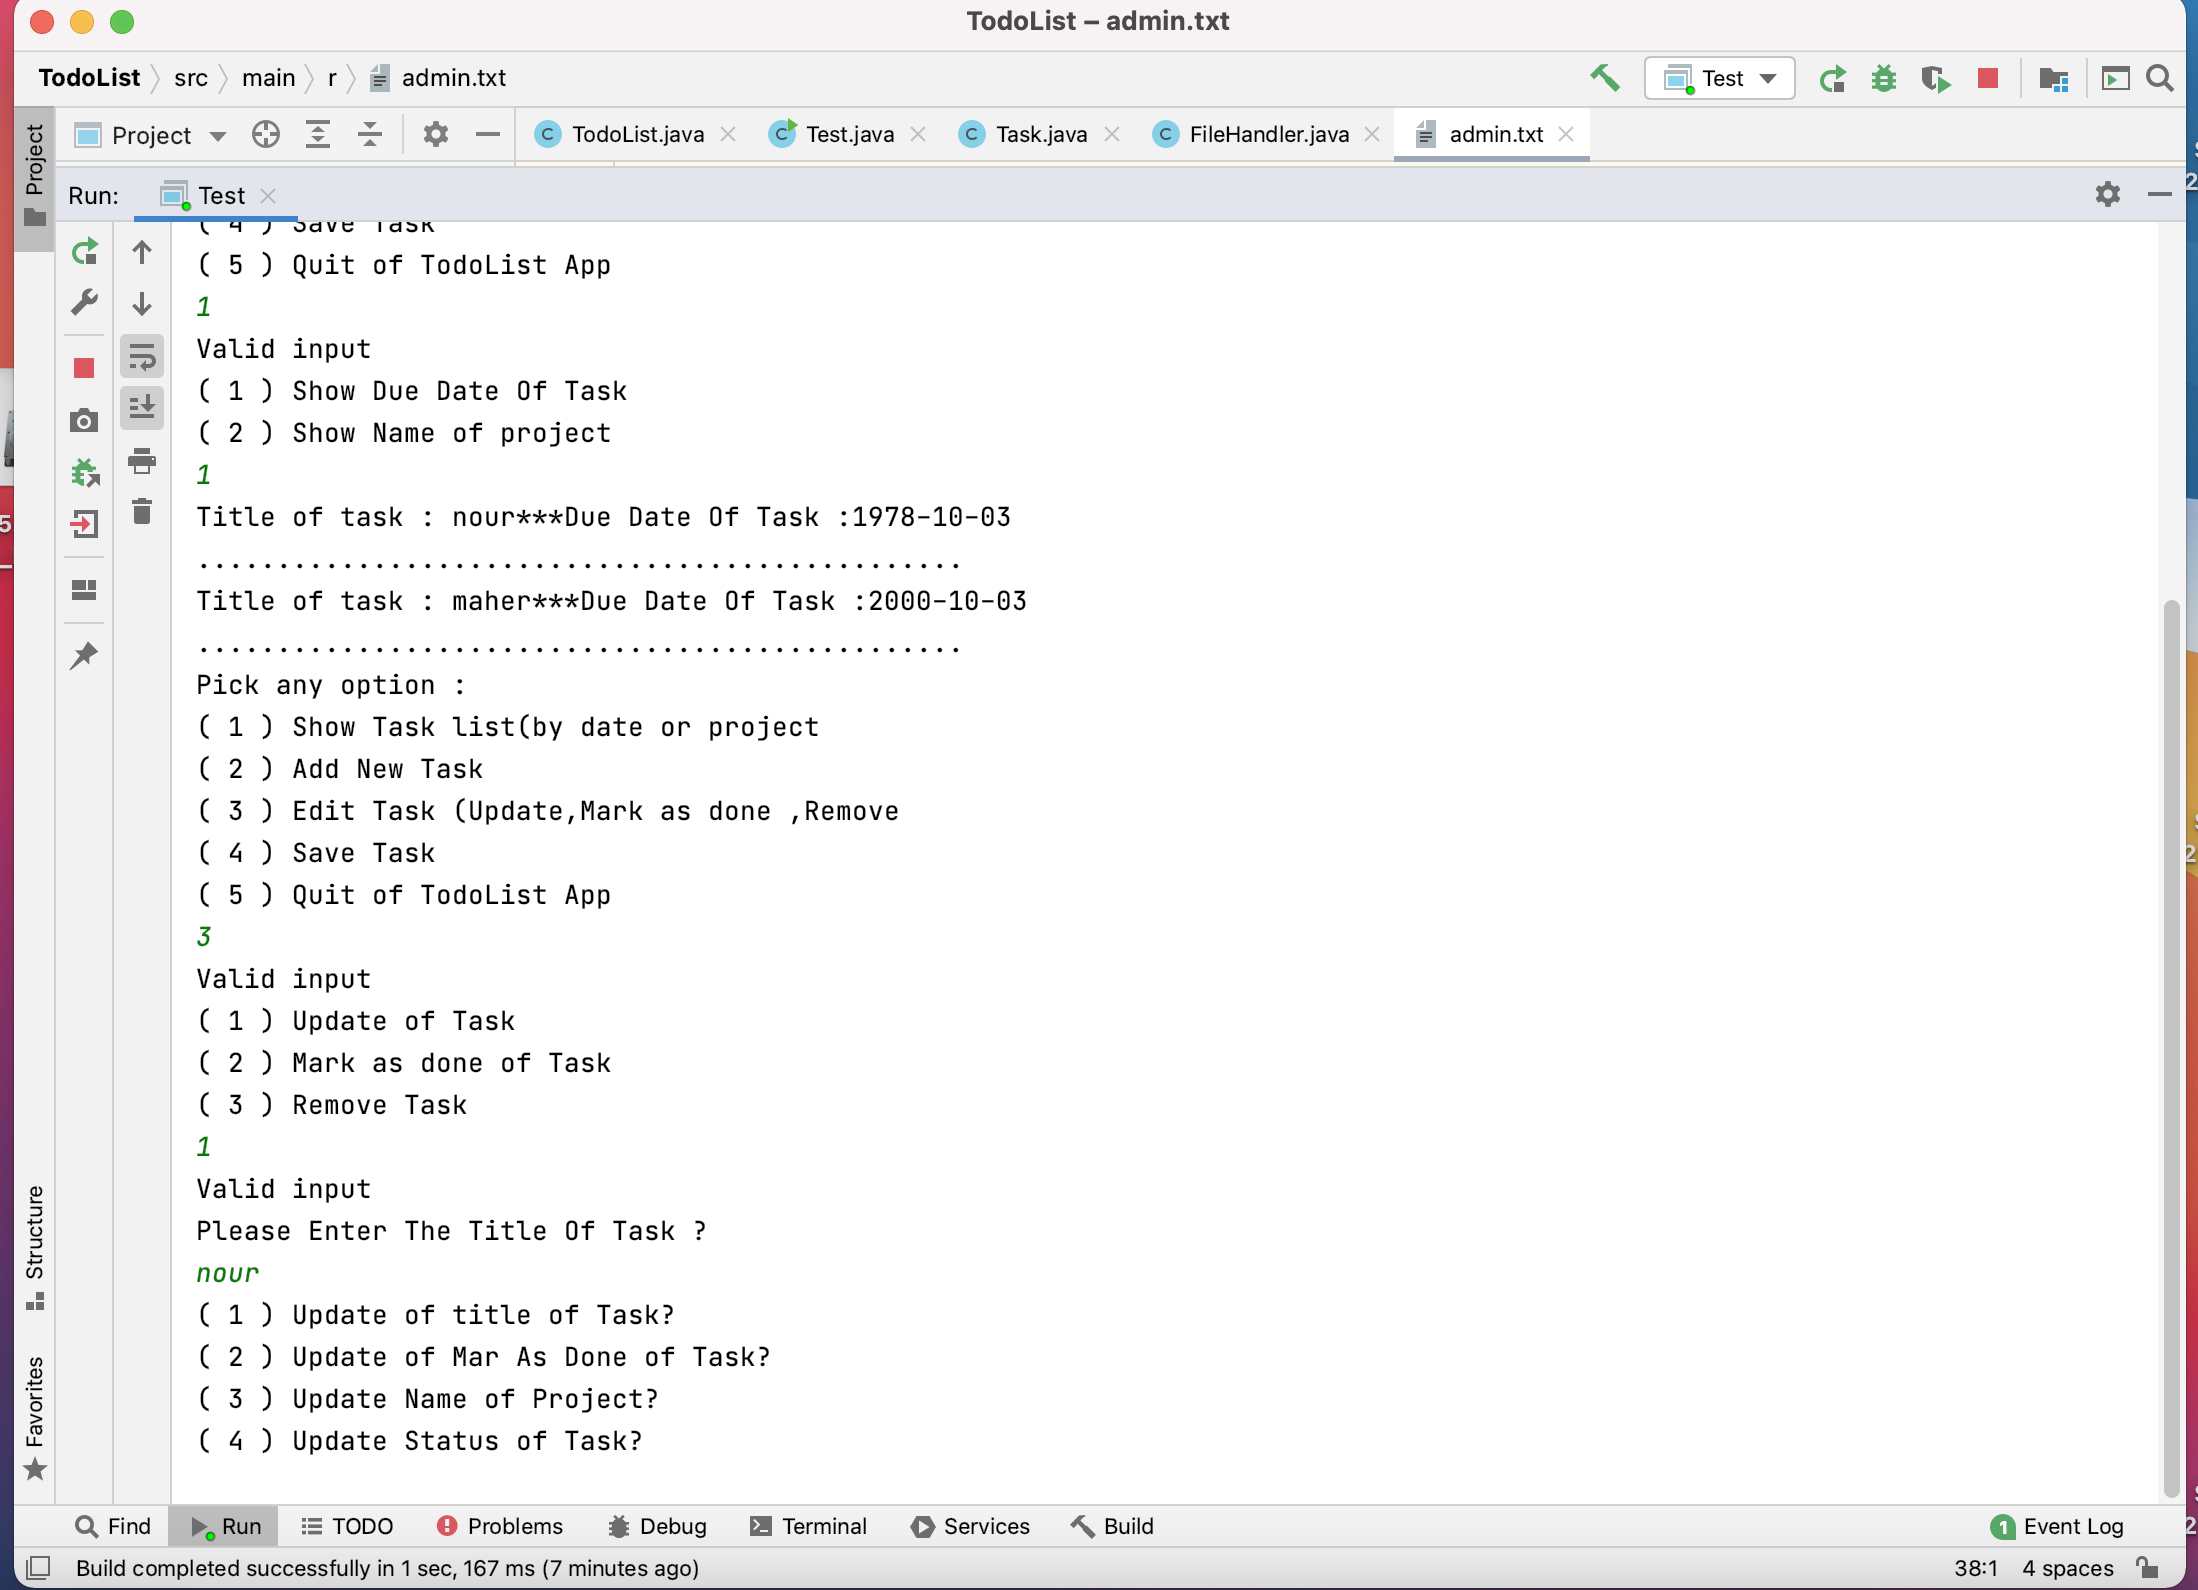 TodoList – admin.txt
TodoList src main r admin.txt
Test
Project
Project TodoList.java Test.java Task.java FileHandler.java admin.txt
Run: Test
( 4 ) Save Task
( 5 ) Quit of TodoList App
1
Valid input
( 1 ) Show Due Date Of Task
( 2 ) Show Name of project
1
Title of task : nour***Due Date Of Task :1978-10-03
................................................
Title of task : maher***Due Date Of Task :2000-10-03
................................................
Pick any option :
( 1 ) Show Task list(by date or project
( 2 ) Add New Task
( 3 ) Edit Task (Update,Mark as done ,Remove
( 4 ) Save Task
( 5 ) Quit of TodoList App
3
Valid input
( 1 ) Update of Task
( 2 ) Mark as done of Task
( 3 ) Remove Task
1
Valid input
Please Enter The Title Of Task ?
nour
( 1 ) Update of title of Task?
( 2 ) Update of Mar As Done of Task?
( 3 ) Update Name of Project?
( 4 ) Update Status of Task?
Structure
Favorites
Find Run TODO Problems Debug Terminal Services Build 1 Event Log
Build completed successfully in 1 sec, 167 ms (7 minutes ago) 38:1 4 spaces